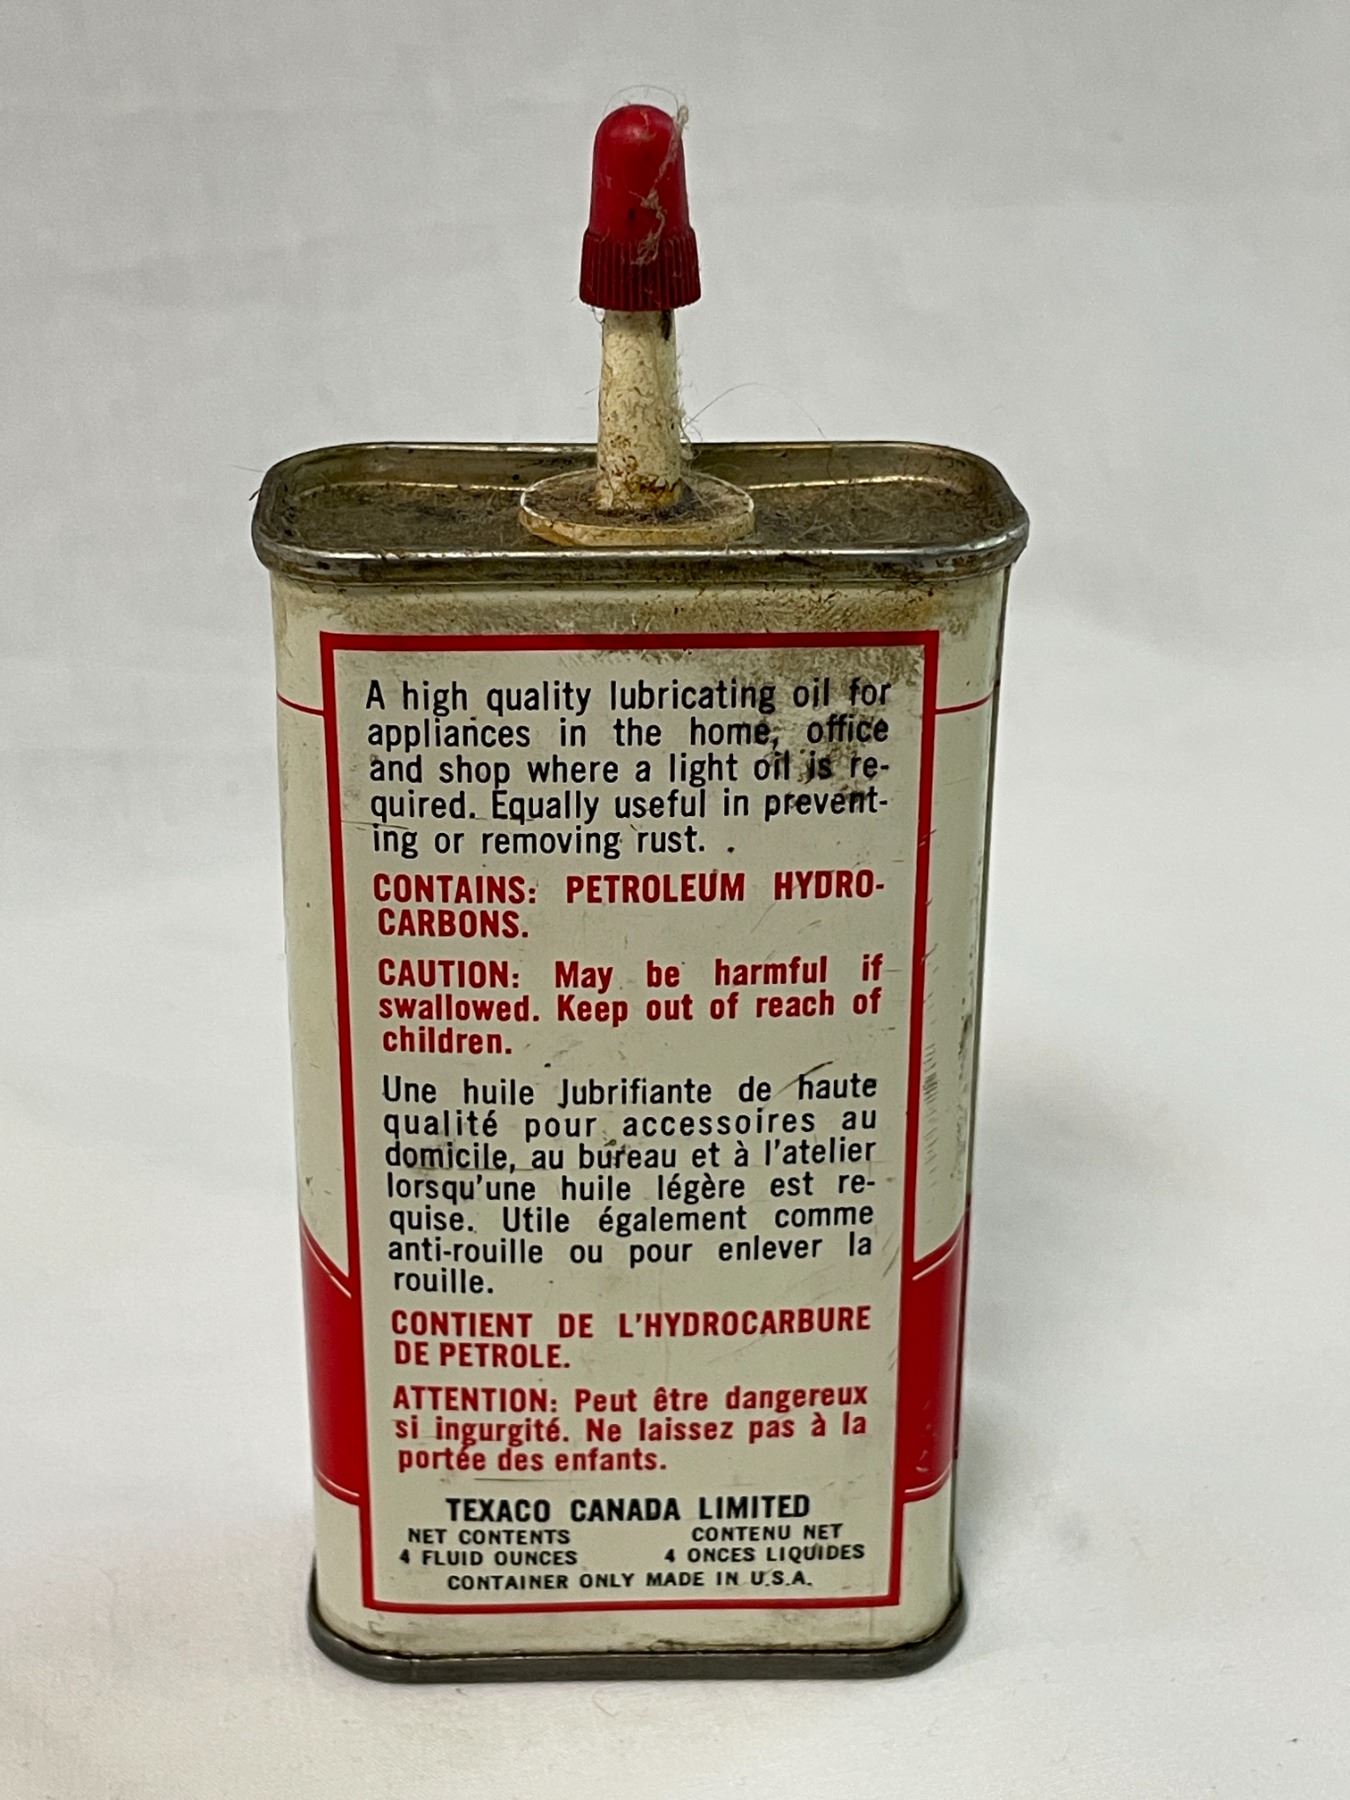 A high quality lubricating oil for
appliances in the home, office
and shop where a light oil is re-
quired. Equally useful in prevent-
ing or removing rust.
CONTAINS: PETROLEUM HYDRO-
CARBONS.
CAUTION: May be harmful if
swallowed. Keep out of reach of
children.
Une huile lubrifiante de haute
qualité pour accessoires au
domicile, au bureau et à l'atelier
lorsqu'une huile légère est re-
quise. Utile également comme
anti-rouille ou pour enlever la
rouille.
CONTIENT DE L'HYDROCARBURE
DE PETROLE.
ATTENTION: Peut être dangereux
si ingurgité. Ne laissez pas à la
portée des enfants.
TEXACO CANADA LIMITED
NET CONTENTS CONTENU NET
4 FLUID OUNCES 4 ONCES LIQUIDES
CONTAINER ONLY MADE IN U.S.A.